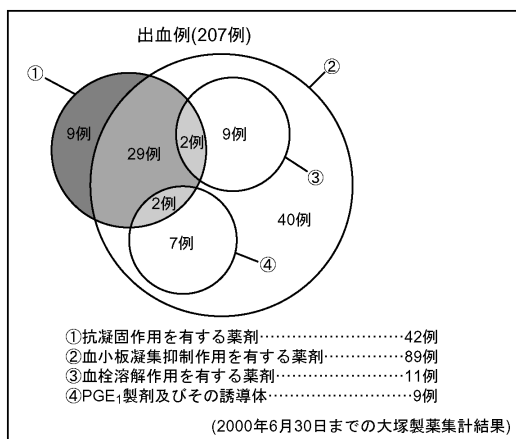 出血例(207例)
①
②
9例
29例
2例
9例
③
2例
40例
7例
④
①抗凝固作用を有する薬剤……………………42例
②血小板凝集抑制作用を有する薬剤…………89例
③血栓溶解作用を有する薬剤…………………11例
④PGE₁製剤及びその誘導体……………………9例
(2000年6月30日までの大塚製薬集計結果)